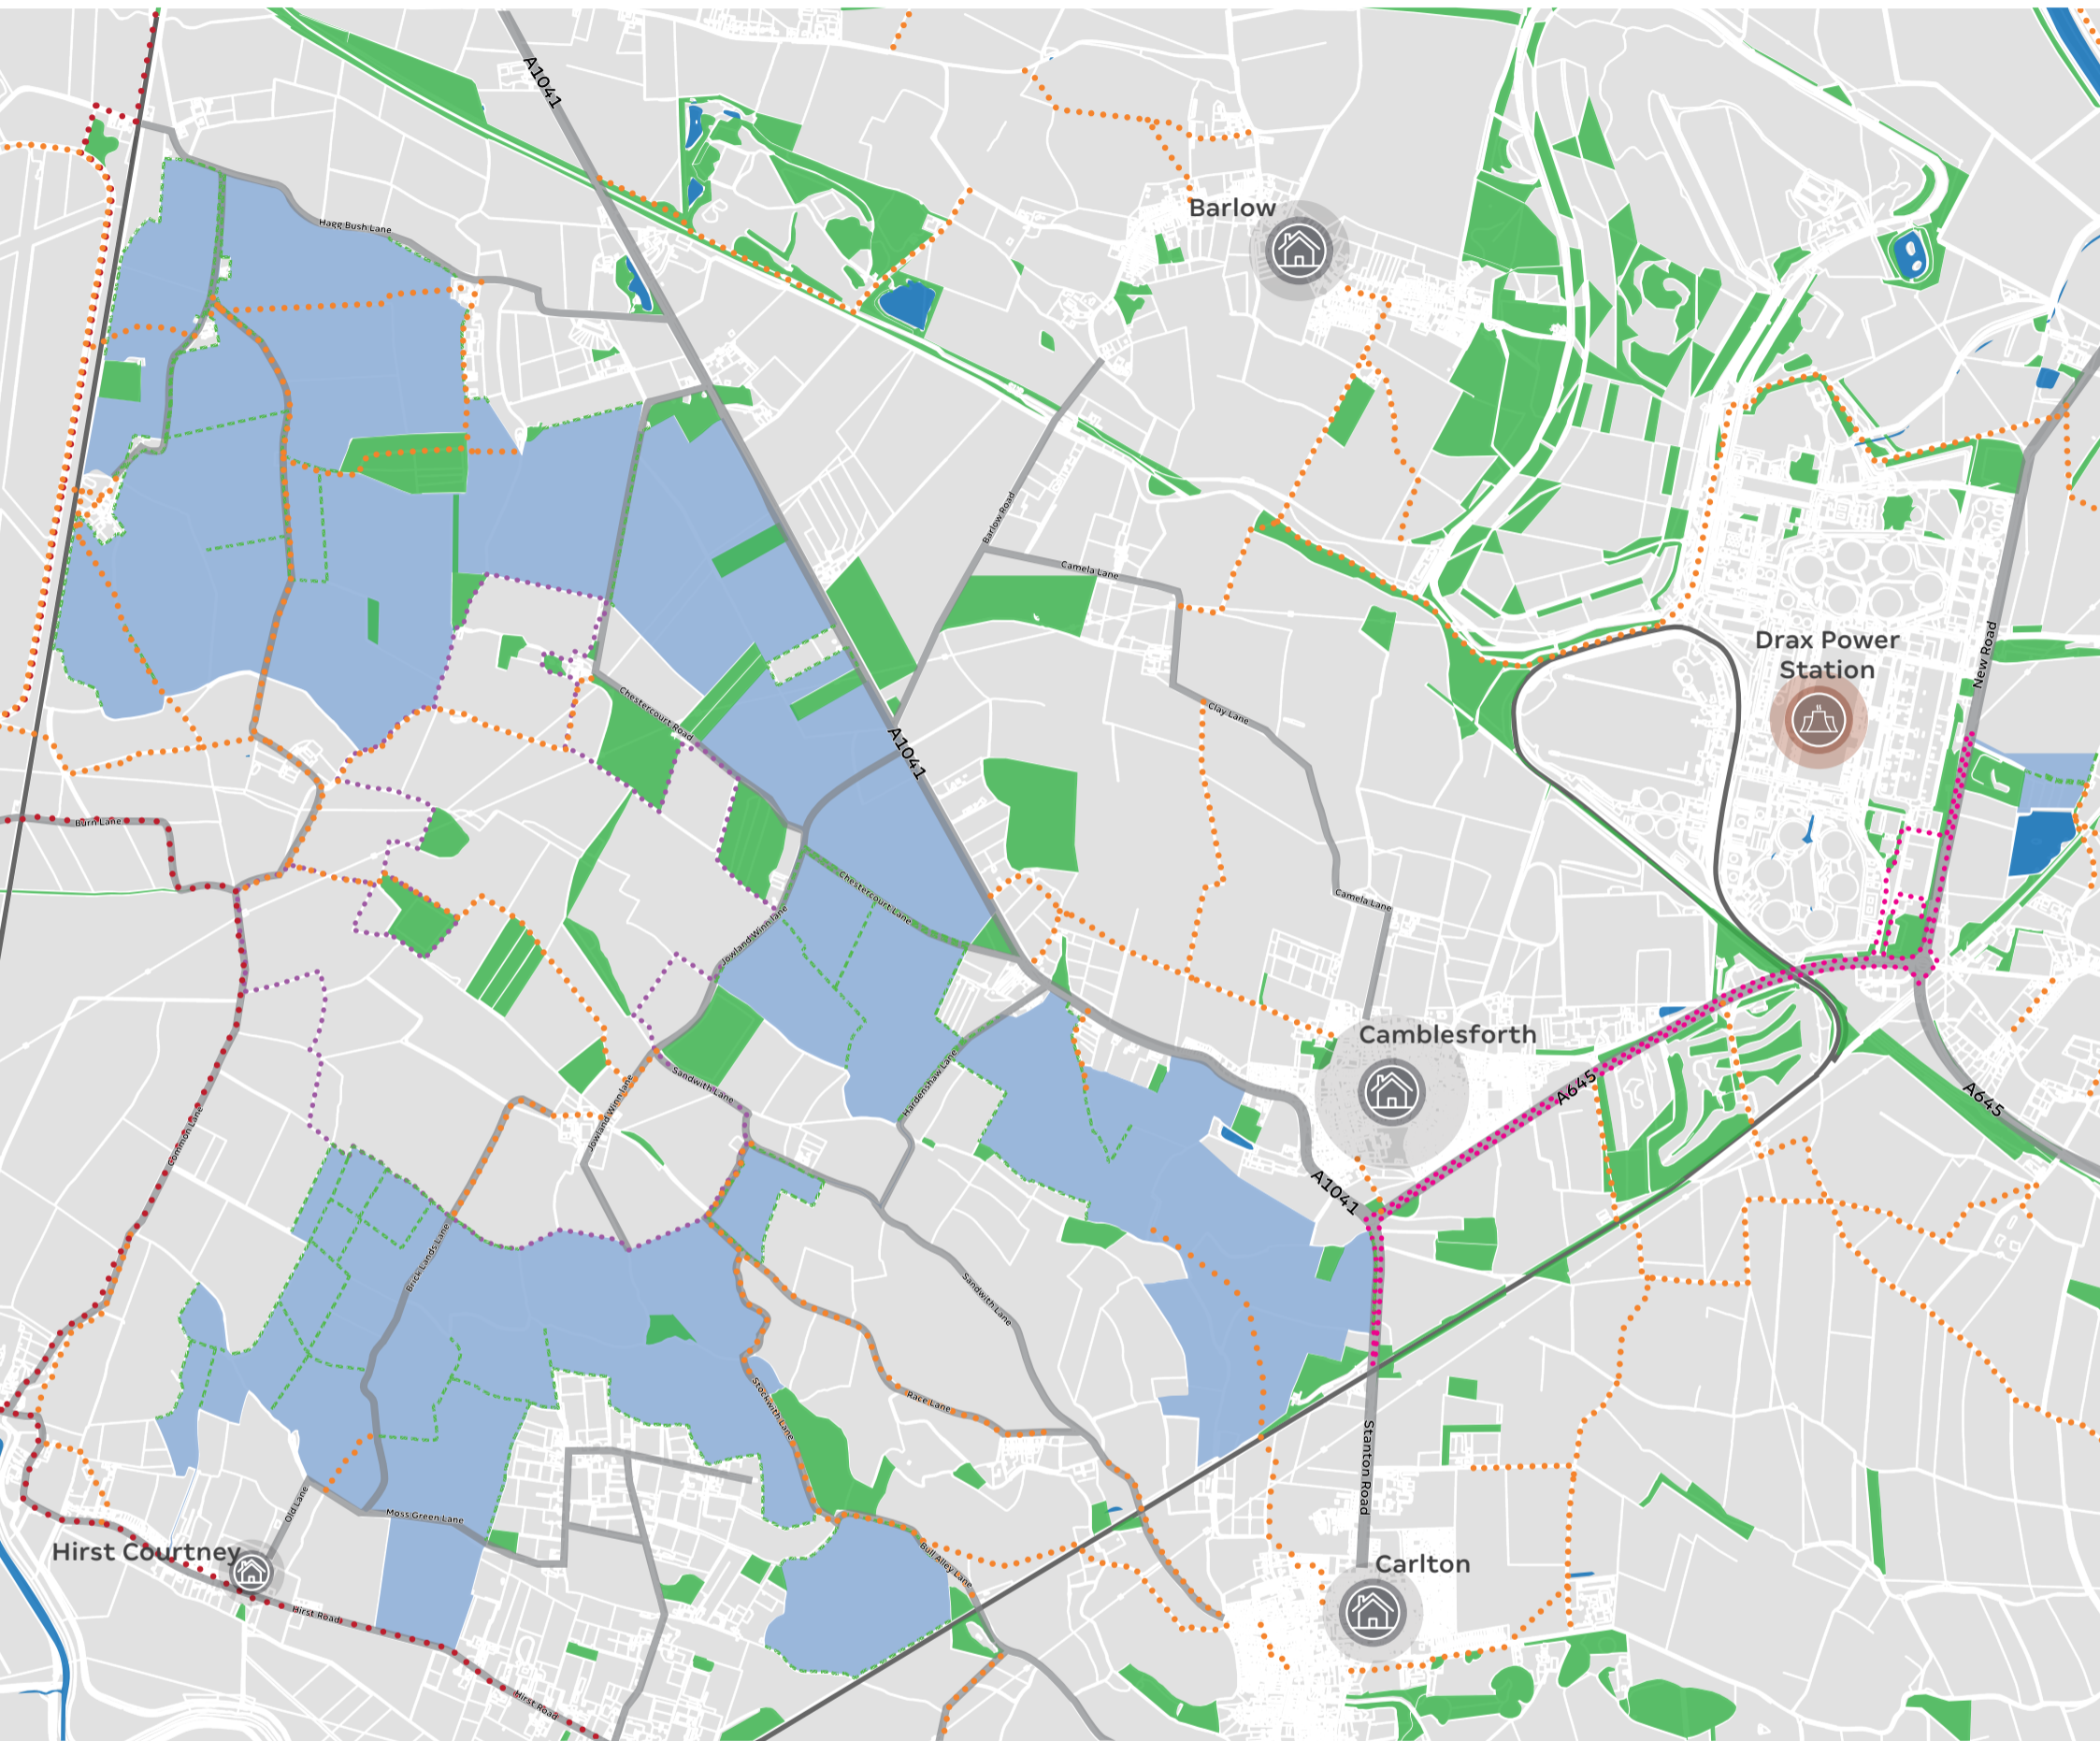 A1041
Barlow
Hagg Bush Lane
Barlow Road
Camela Lane
Drax Power
Station
New Road
Chestercourt Road
Clay Lane
A1041
Burn Lane
Chestercourt Lane
Camela Lane
Jowland Winn lane
Camblesforth
Sandwith Lane
Hardenshaw Lane
A645
A645
Jowland Winn lane
Common Lane
A1041
Brick Lands Lane
Sandwith Lane
Stockwith Lane
Race Lane
Stanton Road
Old Lane
Moss Green Lane
Hirst Courtney
Bull Alley Lane
Carlton
Hirst Road
Hirst Road